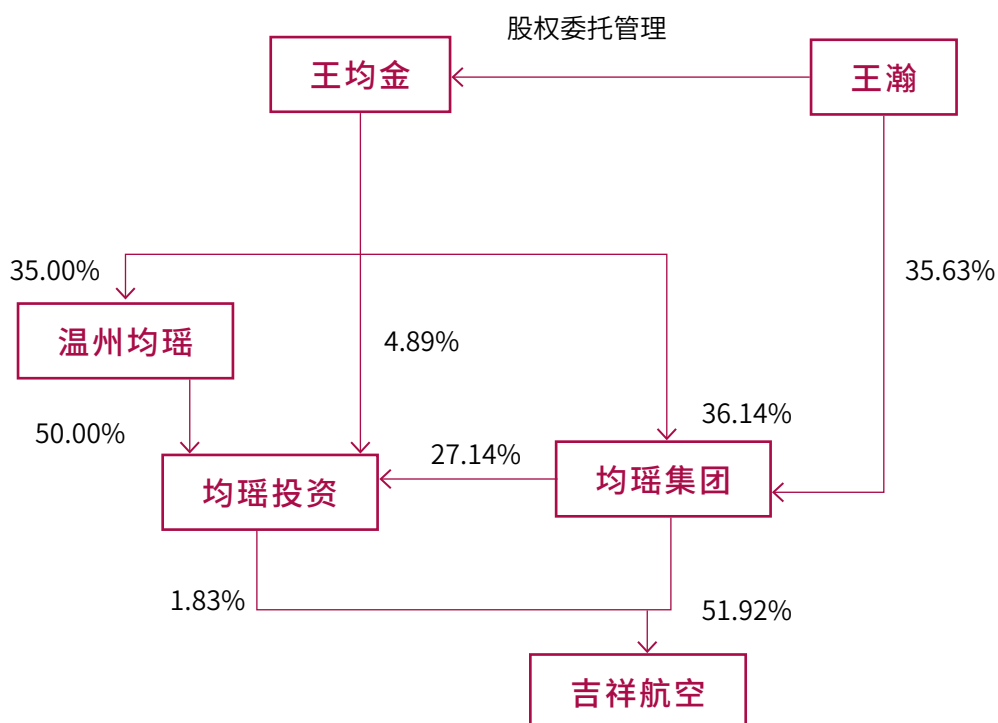 股权委托管理
王均金
王瀚
35.00%
35.63%
温州均瑶
4.89%
36.14%
50.00%
27.14%
均瑶投资
均瑶集团
1.83%
51.92%
吉祥航空